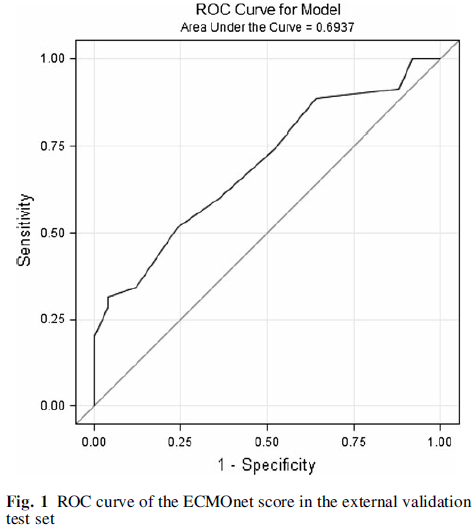 ROC Curve for Model
Area Under the Curve = 0.6937
1.00
0.75
0.50
0.25
0.00
Sensitivity
0.00 0.25 0.50 0.75 1.00
1 - Specificity
Fig. 1 ROC curve of the ECMOnet score in the external validation
test set